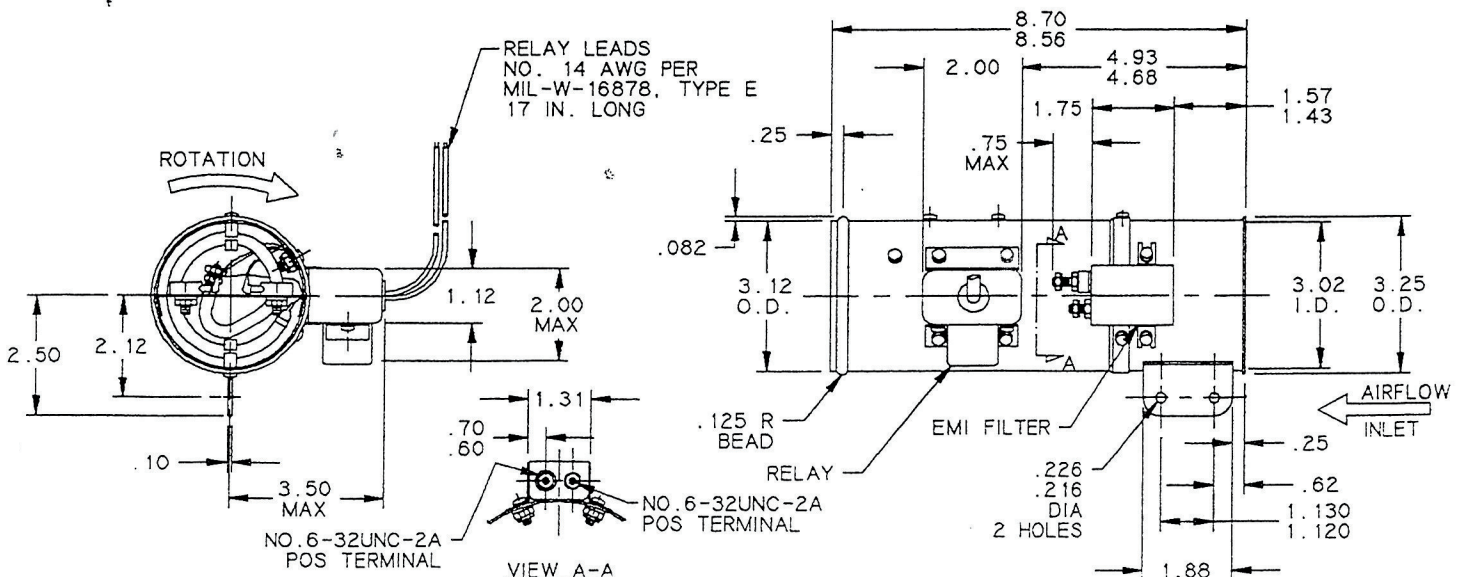 RELAY LEADS
NO. 14 AWG PER
MIL-W-16878, TYPE E
17 IN. LONG
ROTATION
1.12
2.00
MAX
2.50
2.12
.10
3.50
MAX
1.31
.70
.60
NO.6-32UNC-2A
POS TERMINAL
NO.6-32UNC-2A
POS TERMINAL
VIEW A-A
8.70
8.56
2.00
4.93
4.68
1.75
1.57
1.43
.25
.75
MAX
.082
A
3.12
O.D.
3.02
I.D.
3.25
O.D.
A
.125 R
BEAD
RELAY
EMI FILTER
AIRFLOW
INLET
.25
.226
.216
DIA
2 HOLES
.62
1.130
1.120
1.88